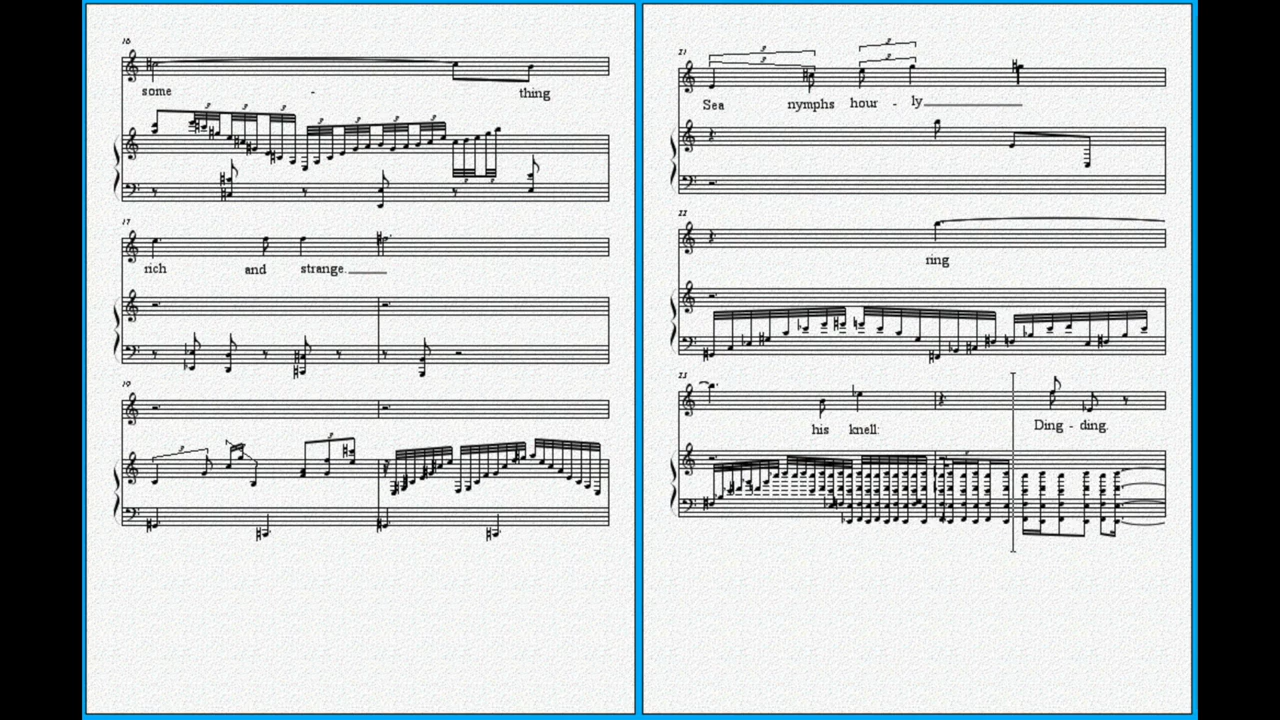 16
some - thing
17
rich and strange.
19
21
Sea nymphs hour - ly
22
ring
23
his knell: Ding - ding.